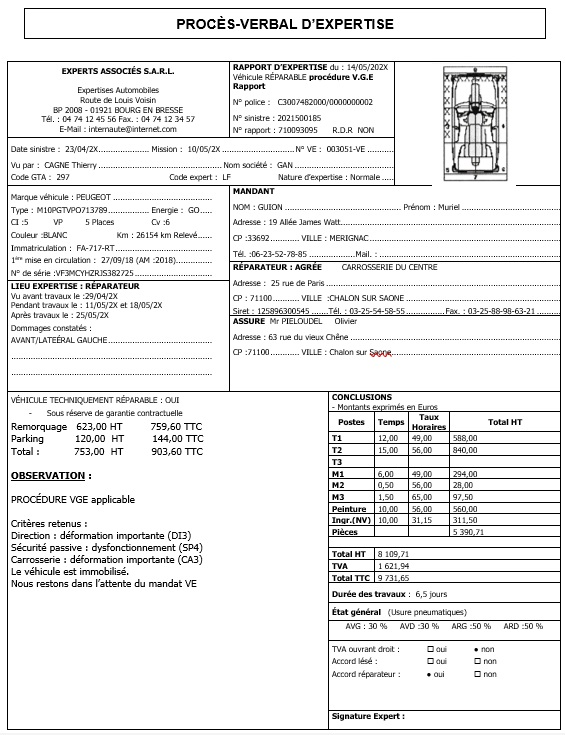 PROCÈS-VERBAL D'EXPERTISE
EXPERTS ASSOCIÉS S.A.R.L.
Expertises Automobiles
Route de Louis Voisin
BP 2008 - 01921 BOURG EN BRESSE
Tél. : 04 74 12 45 56 Fax. : 04 74 12 34 57
E-Mail : internaute@internet.com
RAPPORT D'EXPERTISE du : 14/05/202X
Véhicule RÉPARABLE procédure V.G.E
Rapport
N° police : C3007482000/0000000002
N° sinistre : 2021500185
N° rapport : 710093095 R.D.R NON
Date sinistre : 23/04/2X Mission : 10/05/2X N° VE : 003051-VE
Vu par : CAGNE Thierry Nom société : GAN
Code GTA : 297 Code expert : LF Nature d'expertise : Normale
Marque véhicule : PEUGEOT
Type : M10PGTVPO713789 Energie : GO
CI :5 VP 5 Places Cv :6
Couleur :BLANC Km : 26154 km Relevé
Immatriculation : FA-717-RT
1ère mise en circulation : 27/09/18 (AM :2018)
N° de série :VF3MCYHZRJS382725
LIEU EXPERTISE : RÉPARATEUR
Vu avant travaux le :29/04/2X
Pendant travaux le : 11/05/2X et 18/05/2X
Après travaux le : 25/05/2X
Dommages constatés :
AVANT/LATEÉRAL GAUCHE
MANDANT
NOM : GUION Prénom : Muriel
Adresse : 19 Allée James Watt
CP :33692 VILLE : MERIGNAC
Tél. :06-23-52-78-85 Mail. :
RÉPARATEUR : AGRÉE CARROSSERIE DU CENTRE
Adresse : 25 rue de Paris
CP : 71100 VILLE :CHALON SUR SAONE
Siret : 125896300545 Tél. : 03-25-54-58-55 Fax. : 03-25-88-98-63-21
ASSURE Mr PIELOUDEL Olivier
Adresse : 63 rue du vieux Chêne
CP :71100 VILLE : Chalon sur Saone
VÉHICULE TECHNIQUEMENT RÉPARABLE : OUI
- Sous réserve de garantie contractuelle
Remorquage 623,00 HT 759,60 TTC
Parking 120,00 HT 144,00 TTC
Total : 753,00 HT 903,60 TTC
OBSERVATION :
PROCÉDURE VGE applicable
Critères retenus :
Direction : déformation importante (DI3)
Sécurité passive : dysfonctionnement (SP4)
Carrosserie : déformation importante (CA3)
Le véhicule est immobilisé.
Nous restons dans l'attente du mandat VE
CONCLUSIONS
- Montants exprimés en Euros
Postes Temps Taux Horaires Total HT
T1 12,00 49,00 588,00
T2 15,00 56,00 840,00
T3
M1 6,00 49,00 294,00
M2 0,50 56,00 28,00
M3 1,50 65,00 97,50
Peinture 10,00 56,00 560,00
Ingr.(NV) 10,00 31,15 311,50
Pièces 5 390,71
Total HT 8 109,71
TVA 1 621,94
Total TTC 9 731,65
Durée des travaux : 6,5 jours
État général (Usure pneumatiques)
AVG : 30 % AVD : 30 % ARG : 50 % ARD : 50 %
TVA ouvrant droit : ☐ oui ● non
Accord lésé : ☐ oui ☐ non
Accord réparateur : ● oui ☐ non
Signature Expert :